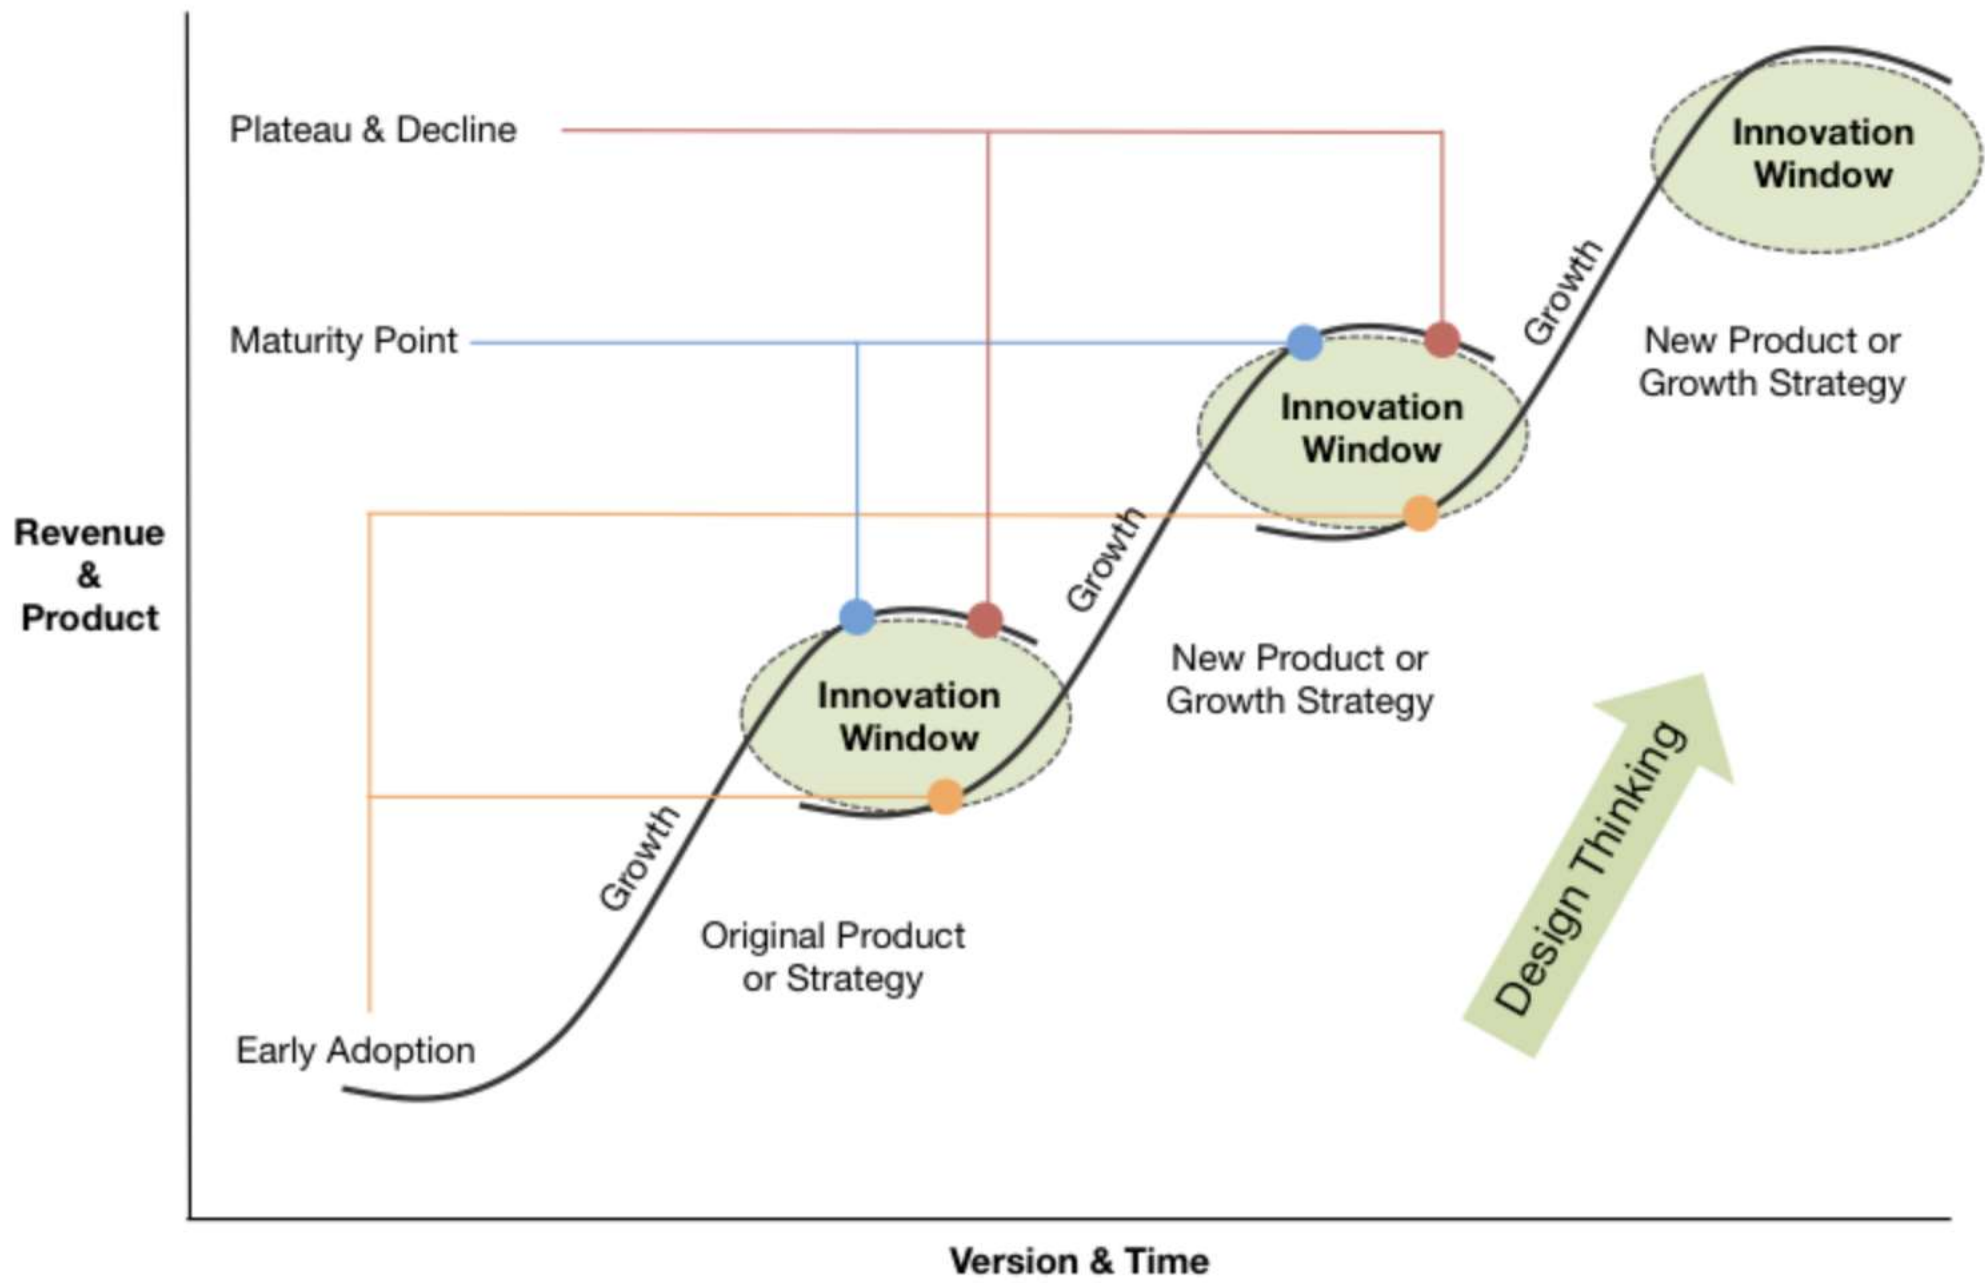 Plateau & Decline
Innovation
Window
Growth
Maturity Point
New Product or
Growth Strategy
Innovation
Window
Revenue
&
Product
Growth
New Product or
Growth Strategy
Innovation
Window
Growth
Design Thinking
Original Product
or Strategy
Early Adoption
Version & Time